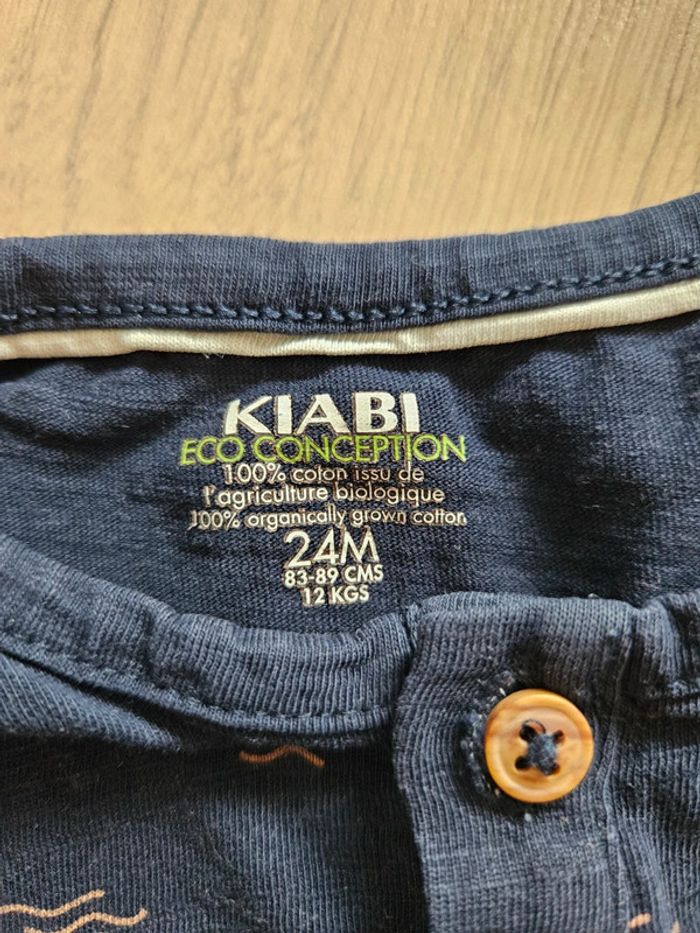 KIABI
ECO CONCEPTION
100% coton issu de
l'agriculture biologique
100% organically grown cotton
24M
83-89 CMS
12 KGS